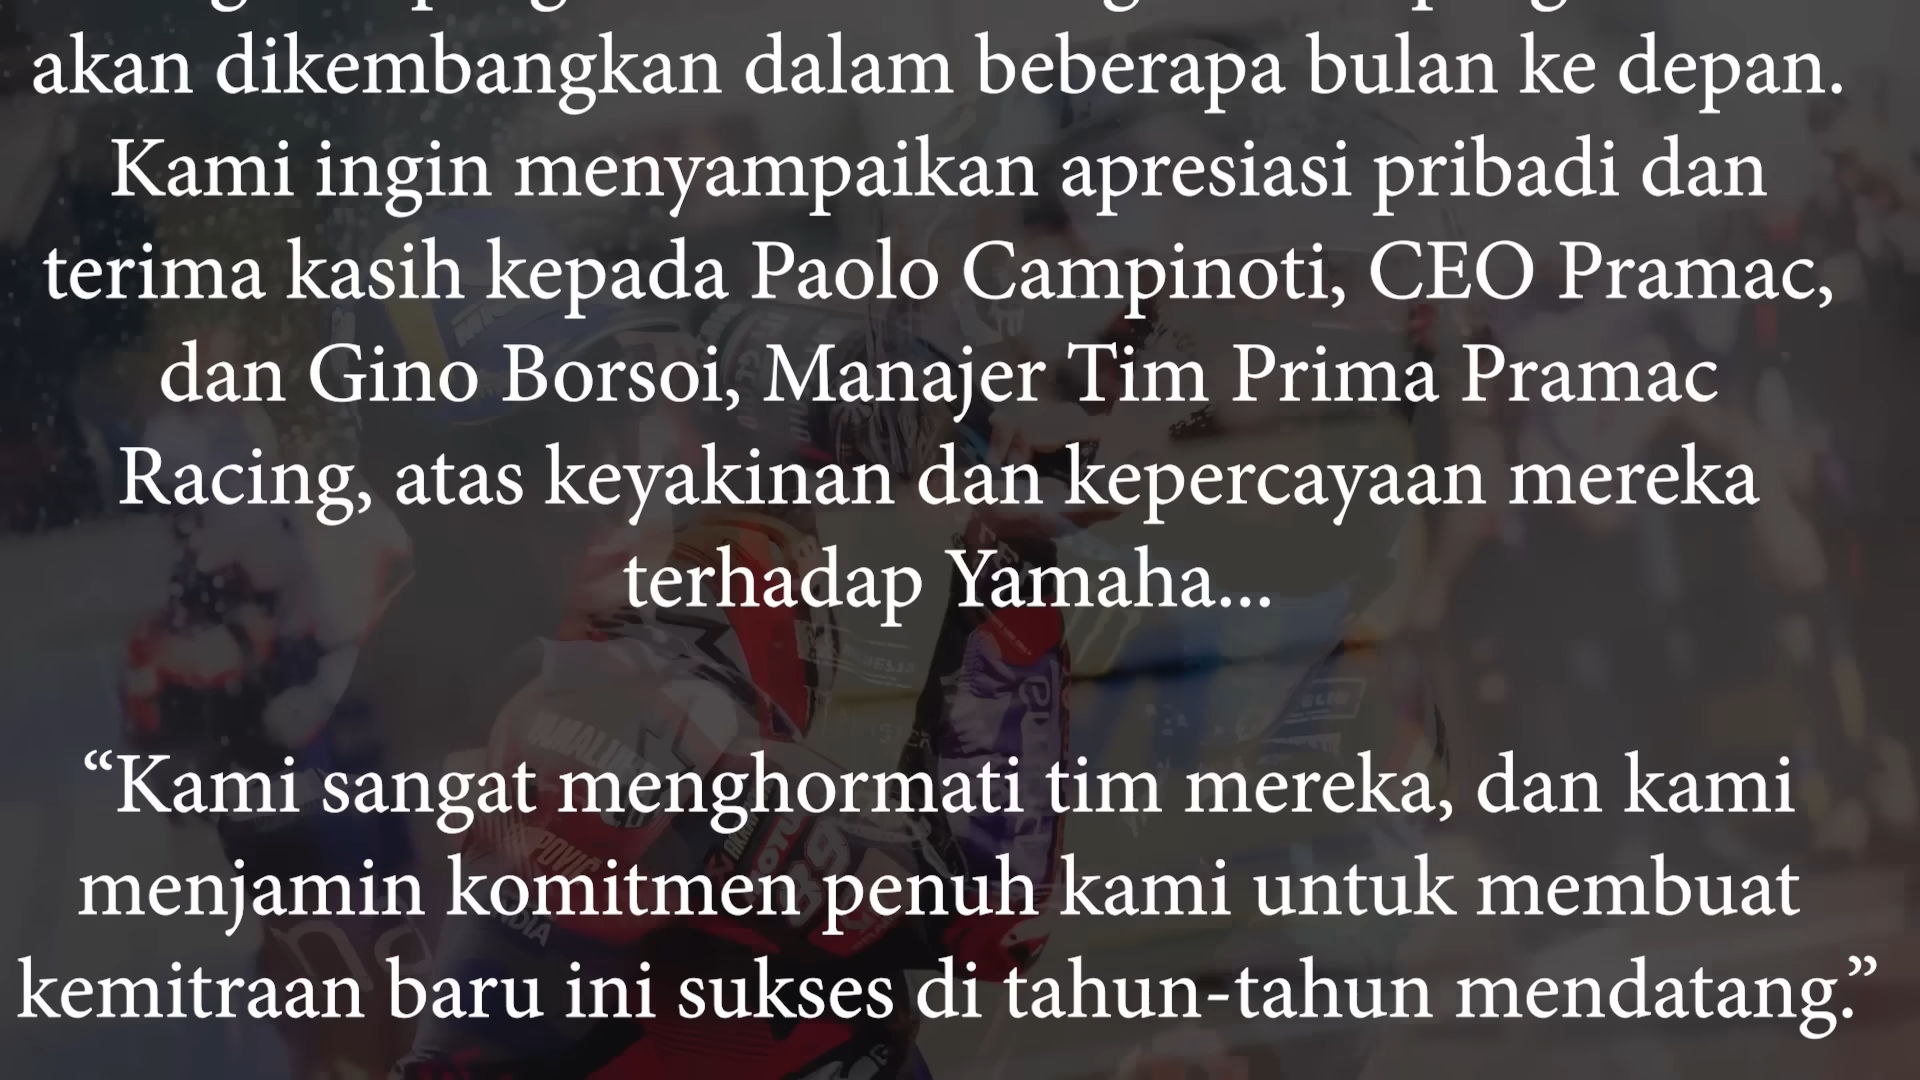 akan dikembangkan dalam beberapa bulan ke depan.
Kami ingin menyampaikan apresiasi pribadi dan
terima kasih kepada Paolo Campinoti, CEO Pramac,
dan Gino Borsoi, Manajer Tim Prima Pramac
Racing, atas keyakinan dan kepercayaan mereka
terhadap Yamaha...
“Kami sangat menghormati tim mereka, dan kami
menjamin komitmen penuh kami untuk membuat
kemitraan baru ini sukses di tahun-tahun mendatang.”